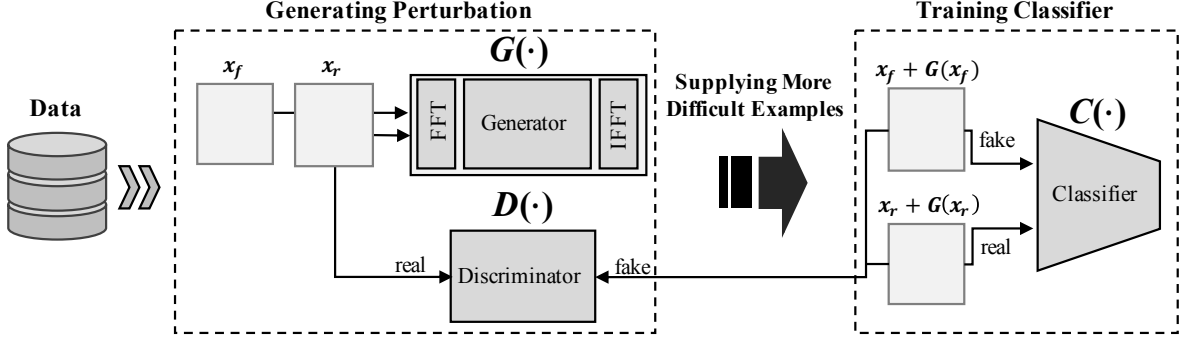 Generating Perturbation
Training Classifier
Data
x_f
x_r
G(·)
FFT
Generator
IFFT
D(·)
real
Discriminator
fake
Supplying More
Difficult Examples
x_f + G(x_f)
fake
C(·)
Classifier
x_r + G(x_r)
real